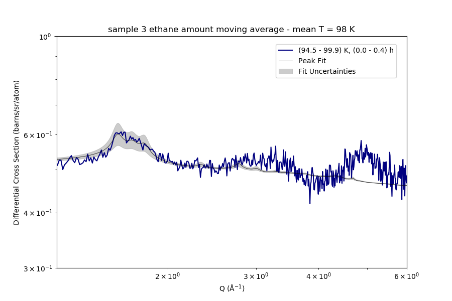 sample 3 ethane amount moving average - mean T = 98 K
10⁰
6 × 10⁻¹
4 × 10⁻¹
3 × 10⁻¹
Differential Cross Section (barns/sr/atom)
(94.5 - 99.9) K, (0.0 - 0.4) h
Peak Fit
Fit Uncertainties
2 × 10⁰
3 × 10⁰
4 × 10⁰
6 × 10⁰
Q (Å⁻¹)